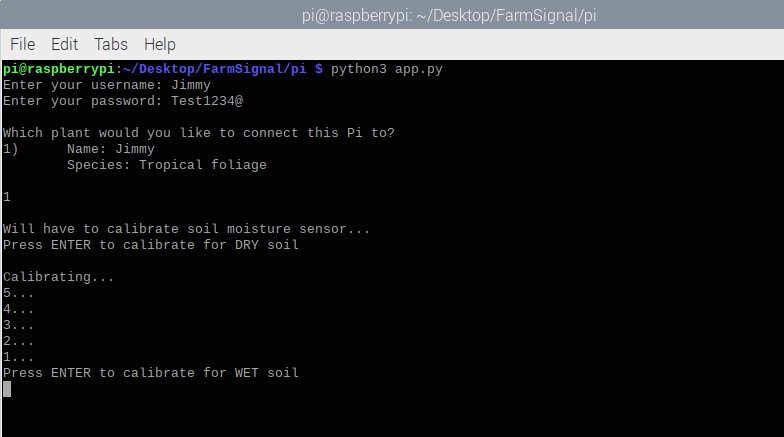 pi@raspberrypi: ~/Desktop/FarmSignal/pi
File Edit Tabs Help
pi@raspberrypi:~/Desktop/FarmSignal/pi $ python3 app.py
Enter your username: Jimmy
Enter your password: Test1234@
Which plant would you like to connect this Pi to?
1) Name: Jimmy
Species: Tropical foliage
1
Will have to calibrate soil moisture sensor...
Press ENTER to calibrate for DRY soil
Calibrating...
5...
4...
3...
2...
1...
Press ENTER to calibrate for WET soil